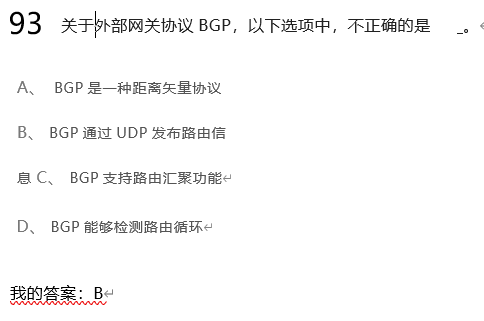 93 关于外部网关协议 BGP，以下选项中，不正确的是 _。
A、 BGP 是一种距离矢量协议
B、 BGP 通过 UDP 发布路由信
息 C、 BGP 支持路由汇聚功能
D、 BGP 能够检测路由循环
我的答案：B